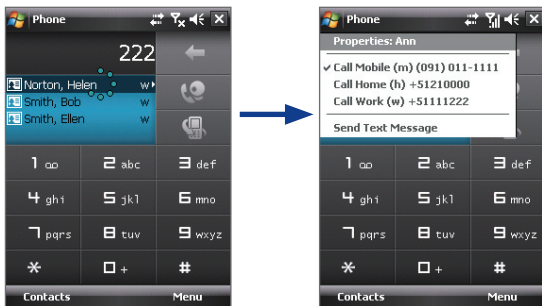 Phone
222
Norton, Helen w
Smith, Bob w
Smith, Ellen w
1
2 abc
3 def
4 ghi
5 jkl
6 mno
7 pqrs
8 tuv
9 wxyz
*
0 +
#
Contacts Menu
Phone
Properties: Ann
Call Mobile (m) (091) 011-1111
Call Home (h) +51210000
Call Work (w) +51111222
Send Text Message
1
2 abc
3 def
4 ghi
5 jkl
6 mno
7 pqrs
8 tuv
9 wxyz
*
0 +
#
Contacts Menu